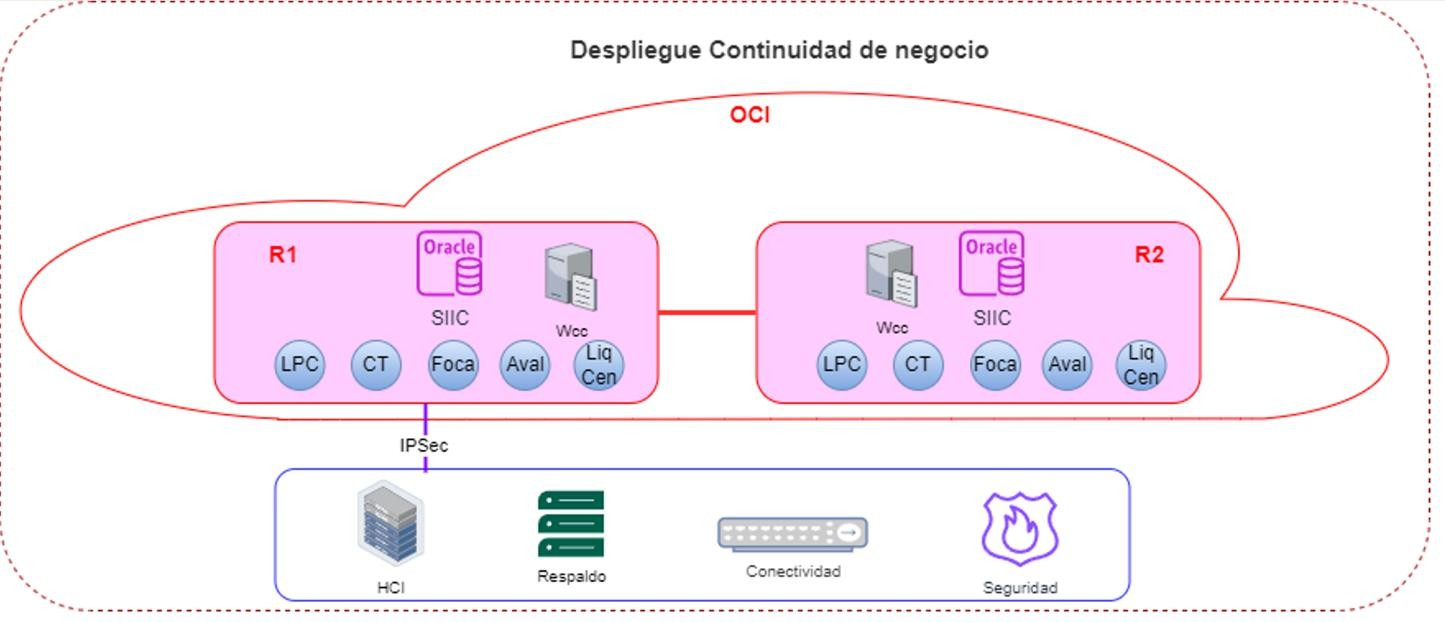 Despliegue Continuidad de negocio
OCI
R1
Oracle
SIIC
Wcc
LPC
CT
Foca
Aval
Liq
Cen
R2
Wcc
Oracle
SIIC
LPC
CT
Foca
Aval
Liq
Cen
IPSec
HCI
Respaldo
Conectividad
Seguridad